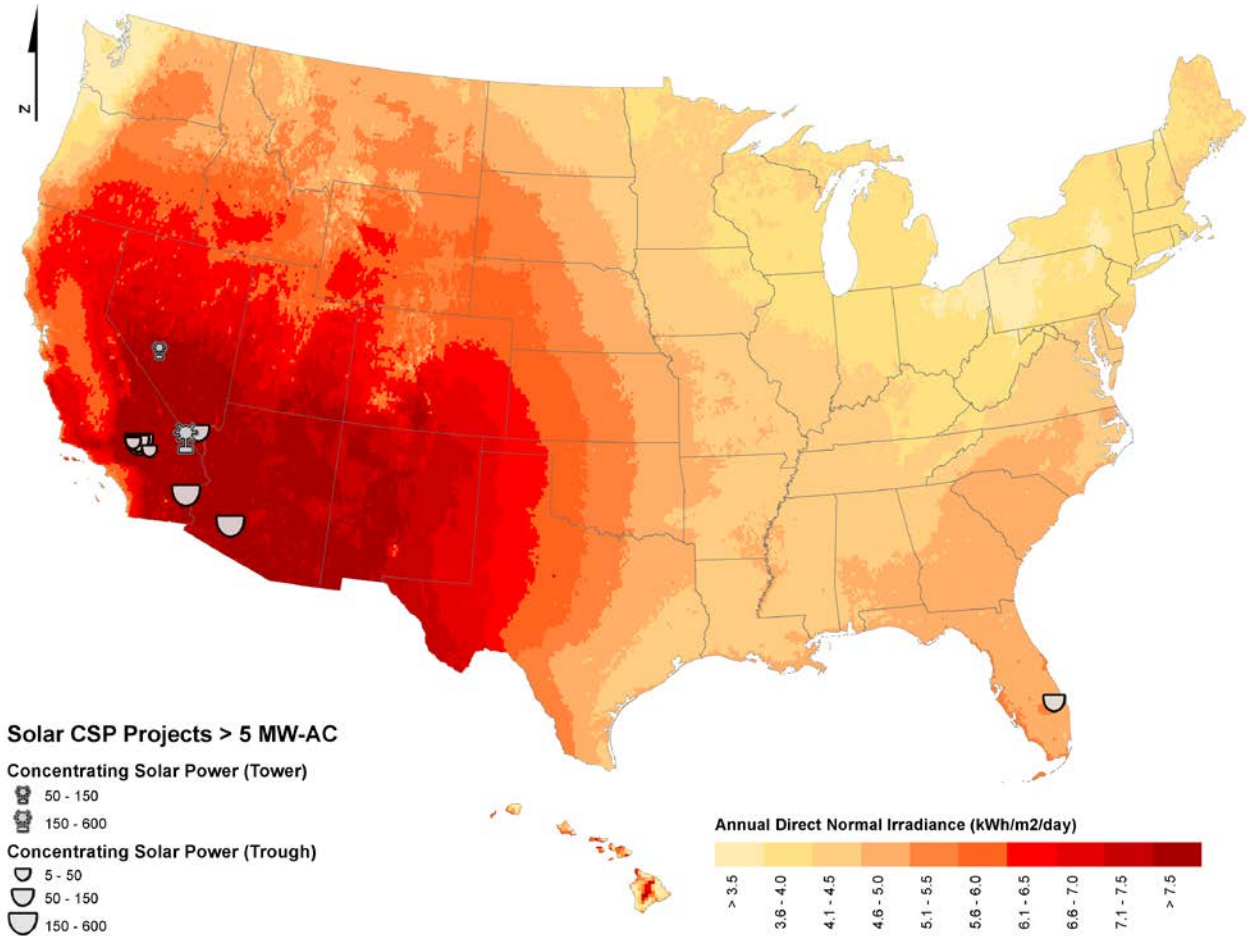 Z
Solar CSP Projects > 5 MW-AC
Concentrating Solar Power (Tower)
50 - 150
150 - 600
Concentrating Solar Power (Trough)
5 - 50
50 - 150
150 - 600
Annual Direct Normal Irradiance (kWh/m2/day)
> 3.5
3.6 - 4.0
4.1 - 4.5
4.6 - 5.0
5.1 - 5.5
5.6 - 6.0
6.1 - 6.5
6.6 - 7.0
7.1 - 7.5
> 7.5